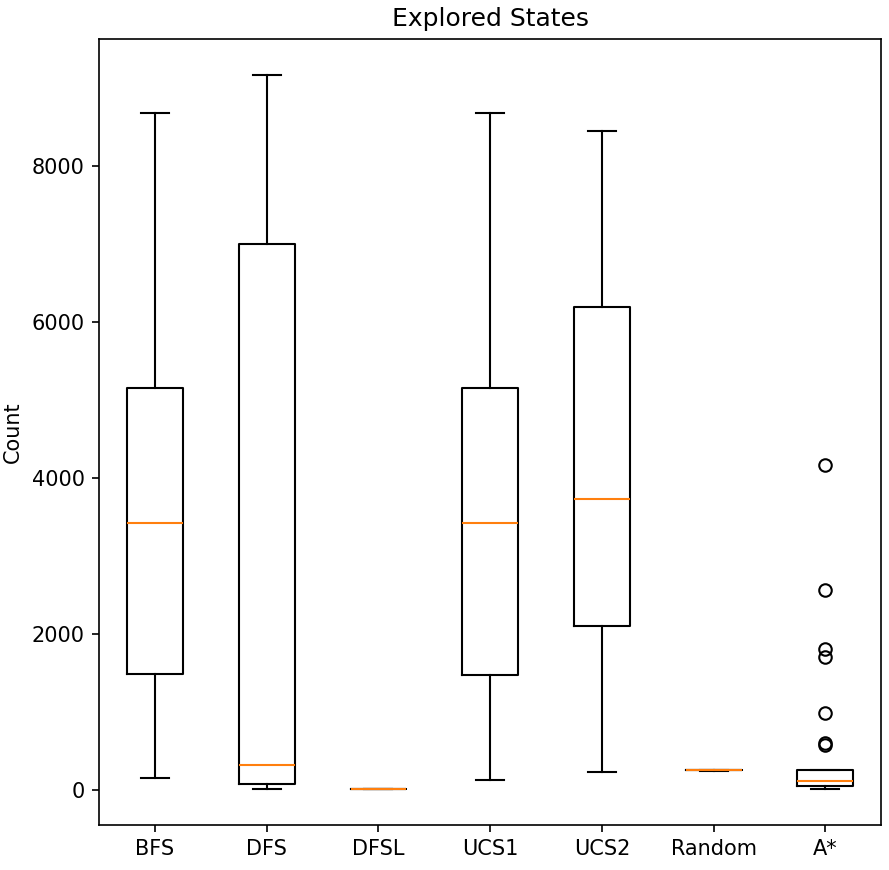 Explored States
Count
8000
6000
4000
2000
0
BFS DFS DFSL UCS1 UCS2 Random A*